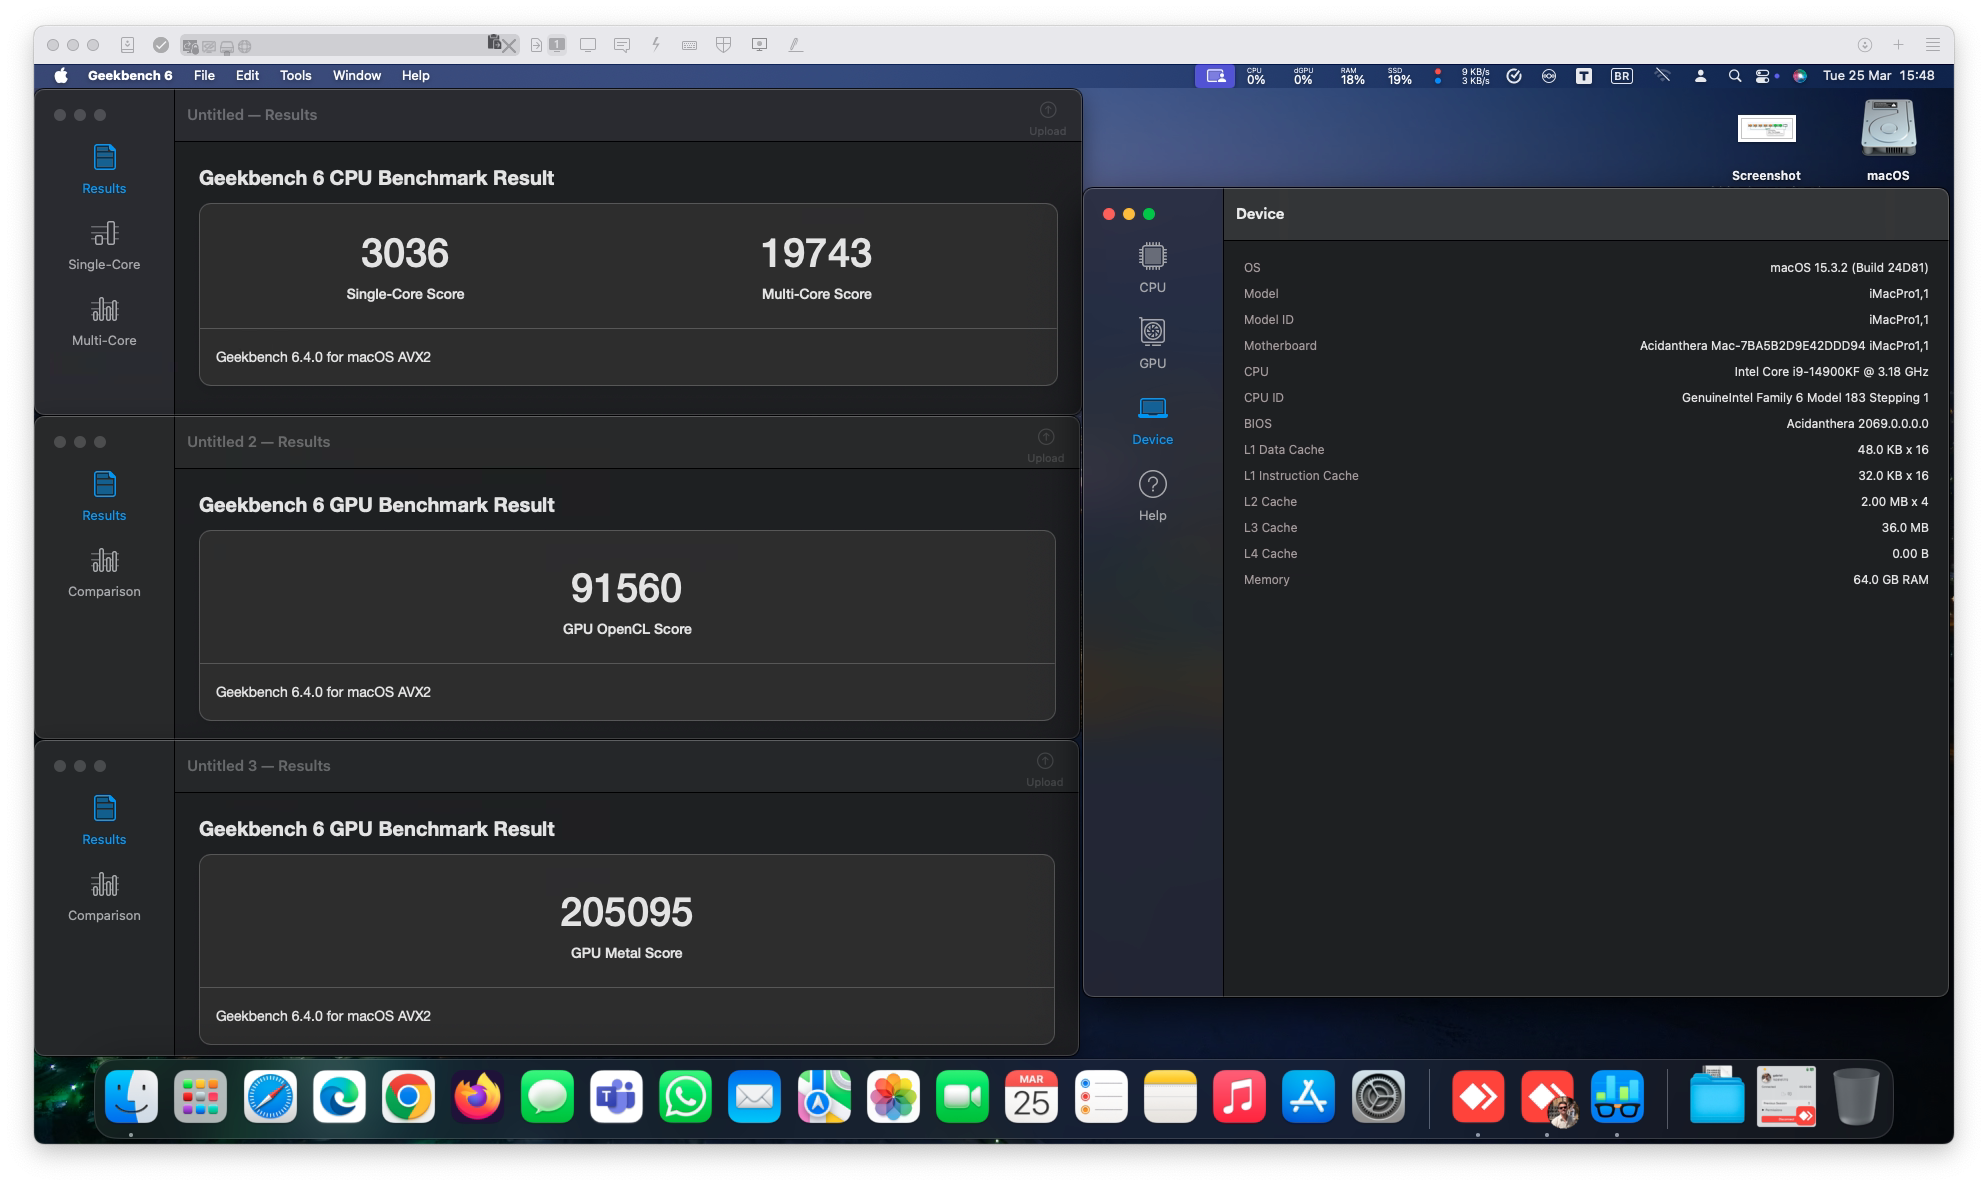 1
Geekbench 6 File Edit Tools Window Help
CPU 0% dGPU 0% RAM 18% SSD 19% 9 KB/s 3 KB/s T BR Tue 25 Mar 15:48
Screenshot
macOS
Untitled — Results
Upload
Results
Single-Core
Multi-Core
Geekbench 6 CPU Benchmark Result
3036
Single-Core Score
19743
Multi-Core Score
Geekbench 6.4.0 for macOS AVX2
Untitled 2 — Results
Upload
Results
Comparison
Geekbench 6 GPU Benchmark Result
91560
GPU OpenCL Score
Geekbench 6.4.0 for macOS AVX2
Untitled 3 — Results
Upload
Results
Comparison
Geekbench 6 GPU Benchmark Result
205095
GPU Metal Score
Geekbench 6.4.0 for macOS AVX2
Device
CPU
GPU
Device
Help
OS macOS 15.3.2 (Build 24D81)
Model iMacPro1,1
Model ID iMacPro1,1
Motherboard Acidanthera Mac-7BA5B2D9E42DDD94 iMacPro1,1
CPU Intel Core i9-14900KF @ 3.18 GHz
CPU ID GenuineIntel Family 6 Model 183 Stepping 1
BIOS Acidanthera 2069.0.0.0.0
L1 Data Cache 48.0 KB x 16
L1 Instruction Cache 32.0 KB x 16
L2 Cache 2.00 MB x 4
L3 Cache 36.0 MB
L4 Cache 0.00 B
Memory 64.0 GB RAM
MAR
25